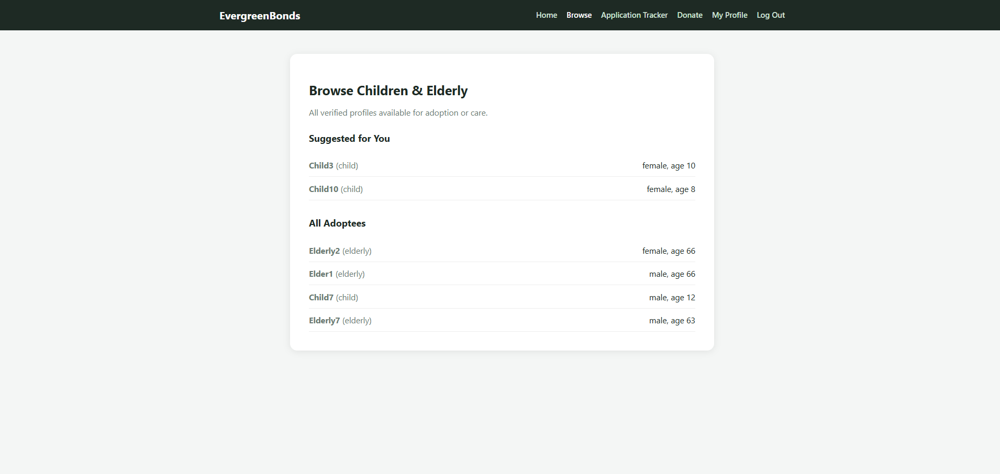 EvergreenBonds
Home Browse Application Tracker Donate My Profile Log Out
Browse Children & Elderly
All verified profiles available for adoption or care.
Suggested for You
Child3 (child) female, age 10
Child10 (child) female, age 8
All Adoptees
Elderly2 (elderly) female, age 66
Elder1 (elderly) male, age 66
Child7 (child) male, age 12
Elderly7 (elderly) male, age 63